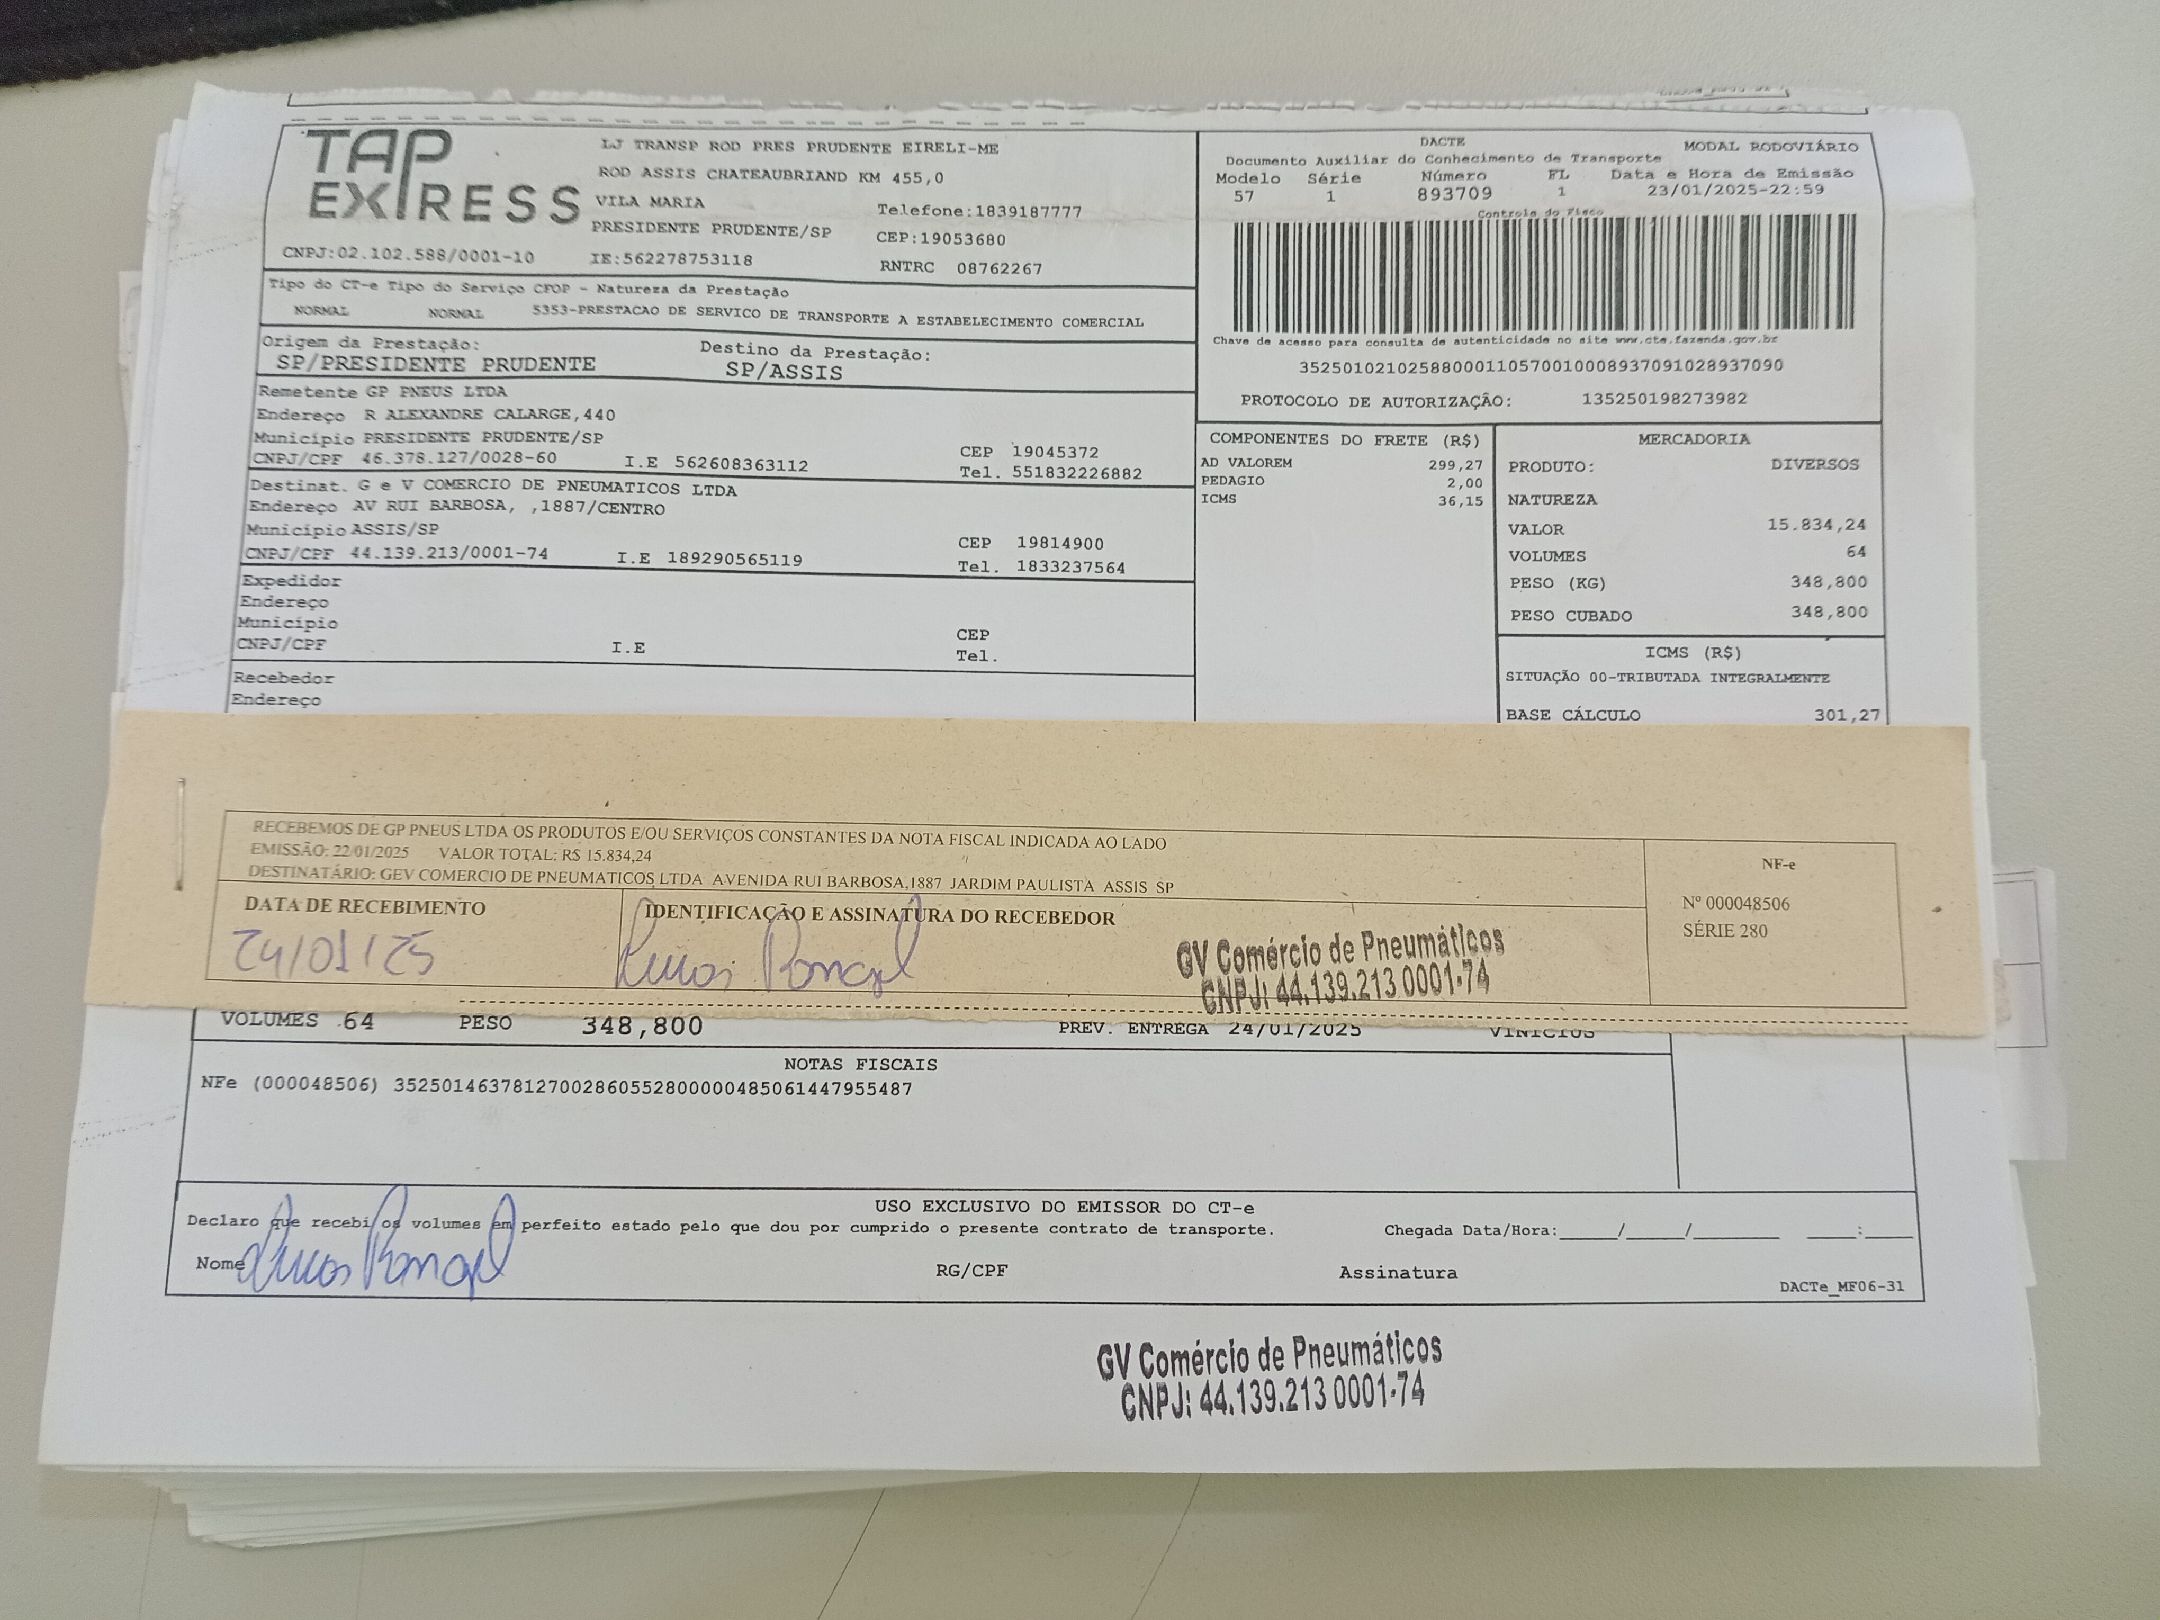 TAP EXPRESS
LJ TRANSP ROD PRES PRUDENTE EIRELI-ME
ROD ASSIS CHATEAUBRIAND KM 455,0
VILA MARIA Telefone:1839187777
PRESIDENTE PRUDENTE/SP CEP:19053680
CNPJ:02.102.588/0001-10 IE:562278753118 RNTRC 08762267
Tipo do CT-e Tipo do Serviço CFOP - Natureza da Prestação
NORMAL NORMAL 5353-PRESTACAO DE SERVICO DE TRANSPORTE A ESTABELECIMENTO COMERCIAL
Origem da Prestação: Destino da Prestação:
SP/PRESIDENTE PRUDENTE SP/ASSIS
Remetente GP PNEUS LTDA
Endereço R ALEXANDRE CALARGE,440
Município PRESIDENTE PRUDENTE/SP CEP 19045372
CNPJ/CPF 46.378.127/0028-60 I.E 562608363112 Tel. 551832226882
Destinat. G e V COMERCIO DE PNEUMATICOS LTDA
Endereço AV RUI BARBOSA, ,1887/CENTRO
Município ASSIS/SP CEP 19814900
CNPJ/CPF 44.139.213/0001-74 I.E 189290565119 Tel. 1833237564
Expedidor
Endereço
Município CEP
CNPJ/CPF I.E Tel.
Recebedor
Endereço
DACTE MODAL RODOVIÁRIO
Documento Auxiliar do Conhecimento de Transporte
Modelo Série Número FL Data e Hora de Emissão
57 1 893709 1 23/01/2025-22:59
Controle do Fisco
Chave de acesso para consulta de autenticidade no site www.cte.fazenda.gov.br
35250102102588000110570010008937091028937090
PROTOCOLO DE AUTORIZAÇÃO: 135250198273982
COMPONENTES DO FRETE (R$)
AD VALOREM 299,27
PEDAGIO 2,00
ICMS 36,15
MERCADORIA
PRODUTO: DIVERSOS
NATUREZA
VALOR 15.834,24
VOLUMES 64
PESO (KG) 348,800
PESO CUBADO 348,800
ICMS (R$)
SITUAÇÃO 00-TRIBUTADA INTEGRALMENTE
BASE CÁLCULO 301,27
RECEBEMOS DE GP PNEUS LTDA OS PRODUTOS E/OU SERVIÇOS CONSTANTES DA NOTA FISCAL INDICADA AO LADO
EMISSÃO: 22/01/2025 VALOR TOTAL: R$ 15.834,24
DESTINATÁRIO: GEV COMERCIO DE PNEUMATICOS LTDA AVENIDA RUI BARBOSA,1887 JARDIM PAULISTA ASSIS SP
DATA DE RECEBIMENTO IDENTIFICAÇÃO E ASSINATURA DO RECEBEDOR
24/01/25 Lucas Rangel
GV Comércio de Pneumáticos
CNPJ: 44.139.213 0001-74
NF-e
Nº 000048506
SÉRIE 280
VOLUMES 64 PESO 348,800 PREV. ENTREGA 24/01/2025 VINICIUS
NOTAS FISCAIS
NFe (000048506) 35250146378127002860552800000485061447955487
USO EXCLUSIVO DO EMISSOR DO CT-e
Declaro que recebi os volumes em perfeito estado pelo que dou por cumprido o presente contrato de transporte. Chegada Data/Hora:_____/_____/_______ ____:____
Nome Lucas Rangel RG/CPF Assinatura
DACTe_MF06-31
GV Comércio de Pneumáticos
CNPJ: 44.139.213 0001-74